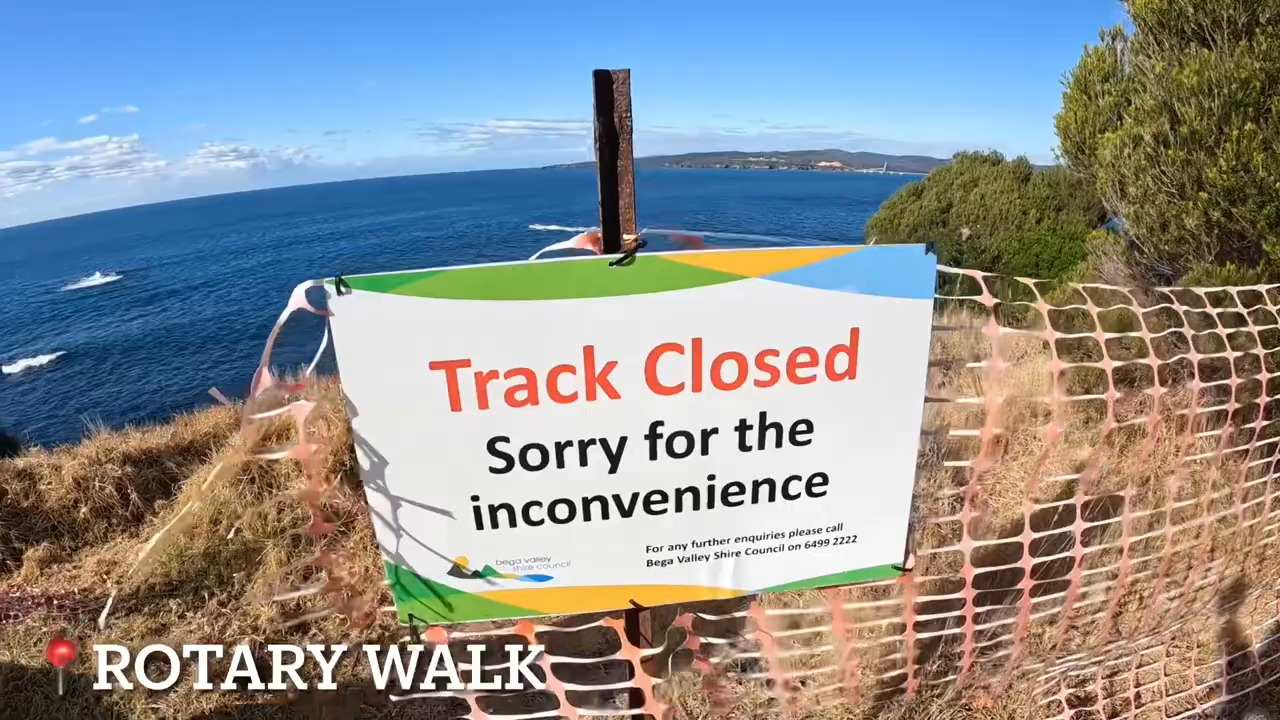 Track Closed
Sorry for the
inconvenience
For any further enquiries please call
Bega Valley Shire Council on 6499 2222
bega valley
shire council
ROTARY WALK